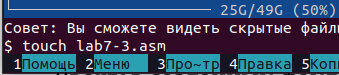 25G/49G (50%)
Совет: Вы сможете видеть скрытые файлы
$ touch lab7-3.asm
1Помощь 2Меню 3Про~тр 4Правка 5Копи